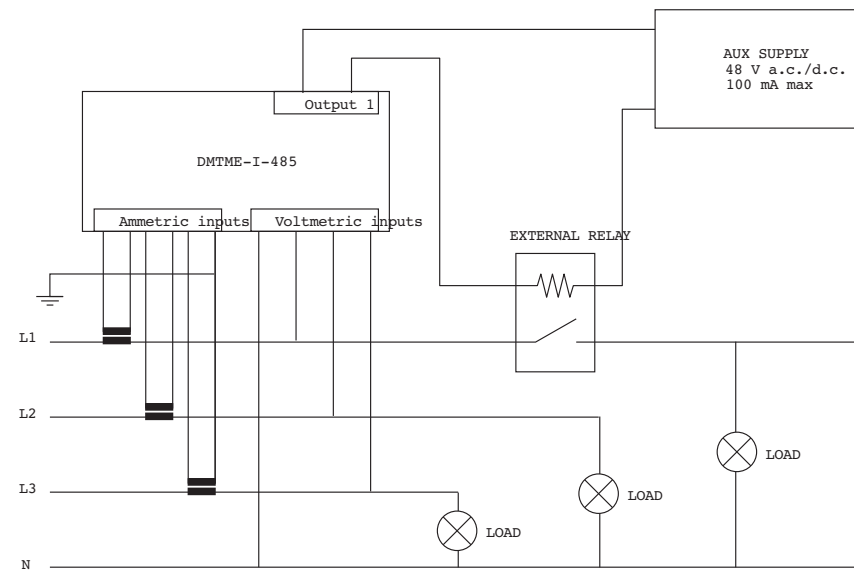 AUX SUPPLY
48 V a.c./d.c.
100 mA max
Output 1
DMTME-I-485
Ammetric inputs
Voltmetric inputs
EXTERNAL RELAY
L1
L2
L3
N
LOAD
LOAD
LOAD